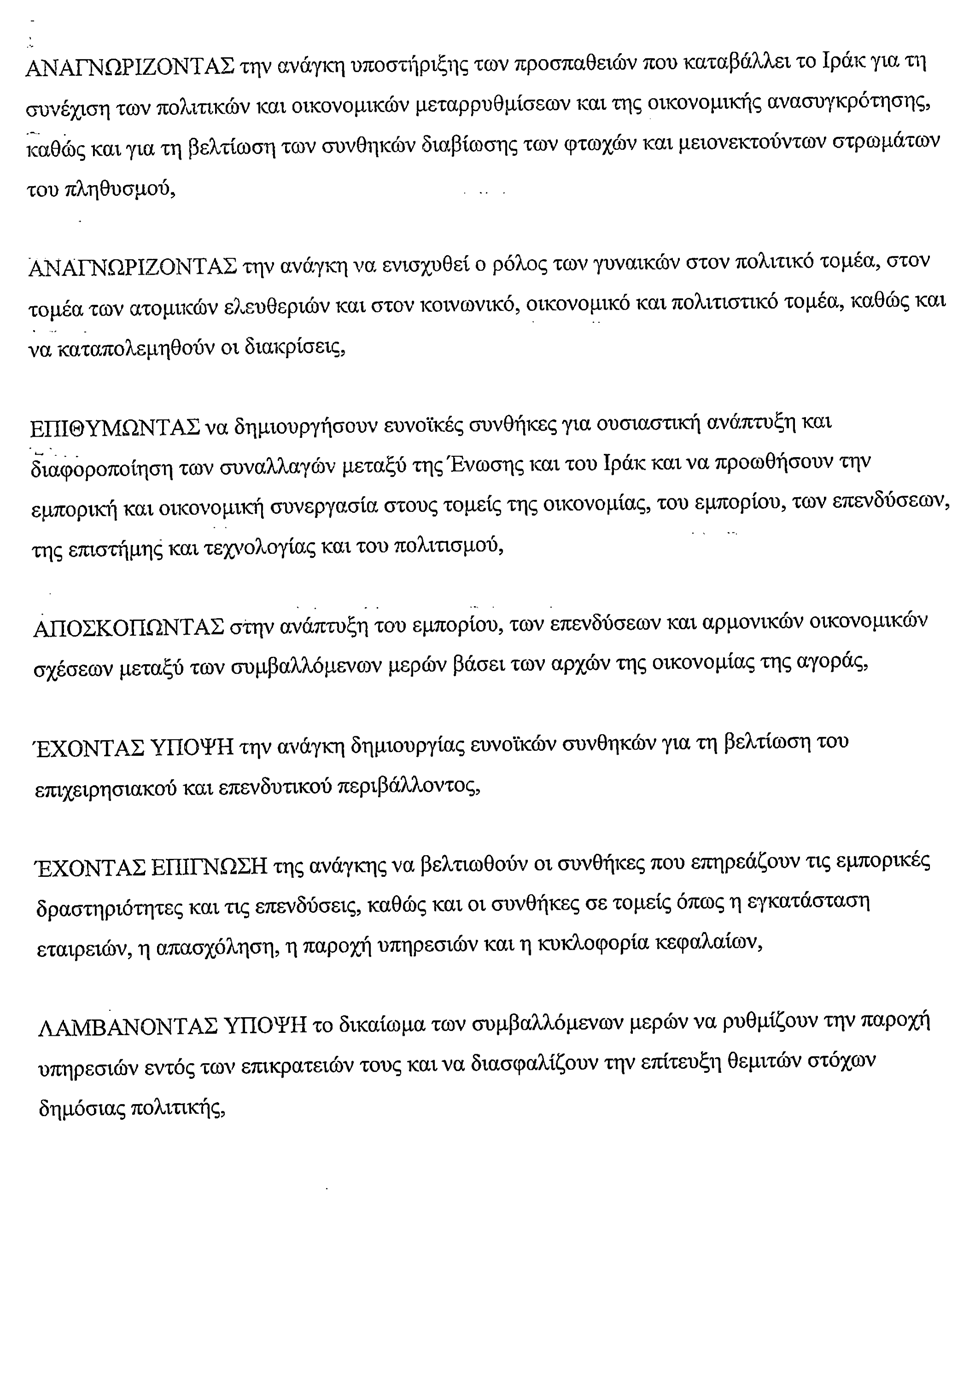 ΑΝΑΓΝΩΡΙΖΟΝΤΑΣ την ανάγκη υποστήριξης των προσπαθειών που καταβάλλει το Ιράκ για τη
συνέχιση των πολιτικών και οικονομικών μεταρρυθμίσεων και της οικονομικής ανασυγκρότησης,
καθώς και για τη βελτίωση των συνθηκών διαβίωσης των φτωχών και μειονεκτούντων στρωμάτων
του πληθυσμού,
ΑΝΑΓΝΩΡΙΖΟΝΤΑΣ την ανάγκη να ενισχυθεί ο ρόλος των γυναικών στον πολιτικό τομέα, στον
τομέα των ατομικών ελευθεριών και στον κοινωνικό, οικονομικό και πολιτιστικό τομέα, καθώς και
να καταπολεμηθούν οι διακρίσεις,
ΕΠΙΘΥΜΩΝΤΑΣ να δημιουργήσουν ευνοϊκές συνθήκες για ουσιαστική ανάπτυξη και
διαφοροποίηση των συναλλαγών μεταξύ της Ένωσης και του Ιράκ και να προωθήσουν την
εμπορική και οικονομική συνεργασία στους τομείς της οικονομίας, του εμπορίου, των επενδύσεων,
της επιστήμης και τεχνολογίας και του πολιτισμού,
ΑΠΟΣΚΟΠΩΝΤΑΣ στην ανάπτυξη του εμπορίου, των επενδύσεων και αρμονικών οικονομικών
σχέσεων μεταξύ των συμβαλλόμενων μερών βάσει των αρχών της οικονομίας της αγοράς,
ΈΧΟΝΤΑΣ ΥΠΟΨΗ την ανάγκη δημιουργίας ευνοϊκών συνθηκών για τη βελτίωση του
επιχειρησιακού και επενδυτικού περιβάλλοντος,
ΈΧΟΝΤΑΣ ΕΠΙΓΝΩΣΗ της ανάγκης να βελτιωθούν οι συνθήκες που επηρεάζουν τις εμπορικές
δραστηριότητες και τις επενδύσεις, καθώς και οι συνθήκες σε τομείς όπως η εγκατάσταση
εταιρειών, η απασχόληση, η παροχή υπηρεσιών και η κυκλοφορία κεφαλαίων,
ΛΑΜΒΑΝΟΝΤΑΣ ΥΠΟΨΗ το δικαίωμα των συμβαλλόμενων μερών να ρυθμίζουν την παροχή
υπηρεσιών εντός των επικρατειών τους και να διασφαλίζουν την επίτευξη θεμιτών στόχων
δημόσιας πολιτικής,